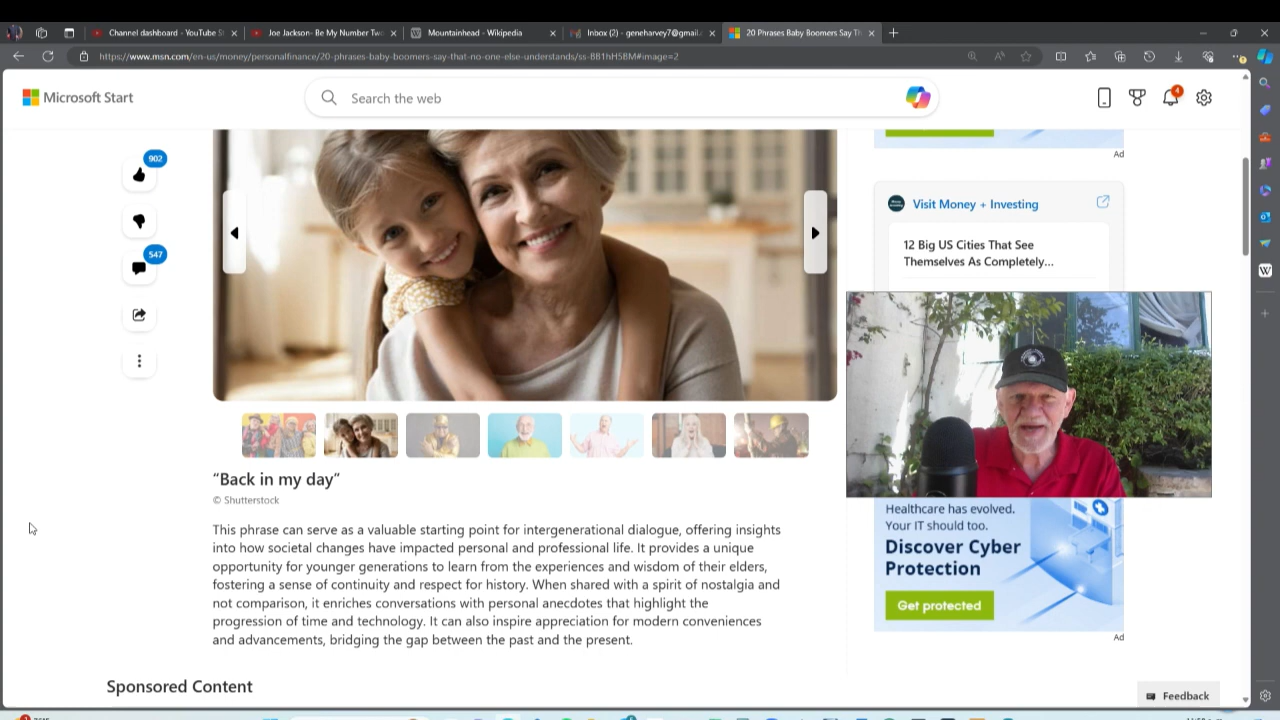 Channel dashboard - YouTube S
Joe Jackson- Be My Number Tw
Mountainhead - Wikipedia
Inbox (2) - geneharvey7@gmail.
20 Phrases Baby Boomers Say Th
https://www.msn.com/en-us/money/personalfinance/20-phrases-baby-boomers-say-that-no-one-else-understands/ss-BB1hH5BM#image=2
Microsoft Start
Search the web
4
902
547
Ad
Visit Money + Investing
12 Big US Cities That See
Themselves As Completely...
“Back in my day”
© Shutterstock
This phrase can serve as a valuable starting point for intergenerational dialogue, offering insights
into how societal changes have impacted personal and professional life. It provides a unique
opportunity for younger generations to learn from the experiences and wisdom of their elders,
fostering a sense of continuity and respect for history. When shared with a spirit of nostalgia and
not comparison, it enriches conversations with personal anecdotes that highlight the
progression of time and technology. It can also inspire appreciation for modern conveniences
and advancements, bridging the gap between the past and the present.
Healthcare has evolved.
Your IT should too.
Discover Cyber
Protection
Get protected
Ad
Sponsored Content
Feedback